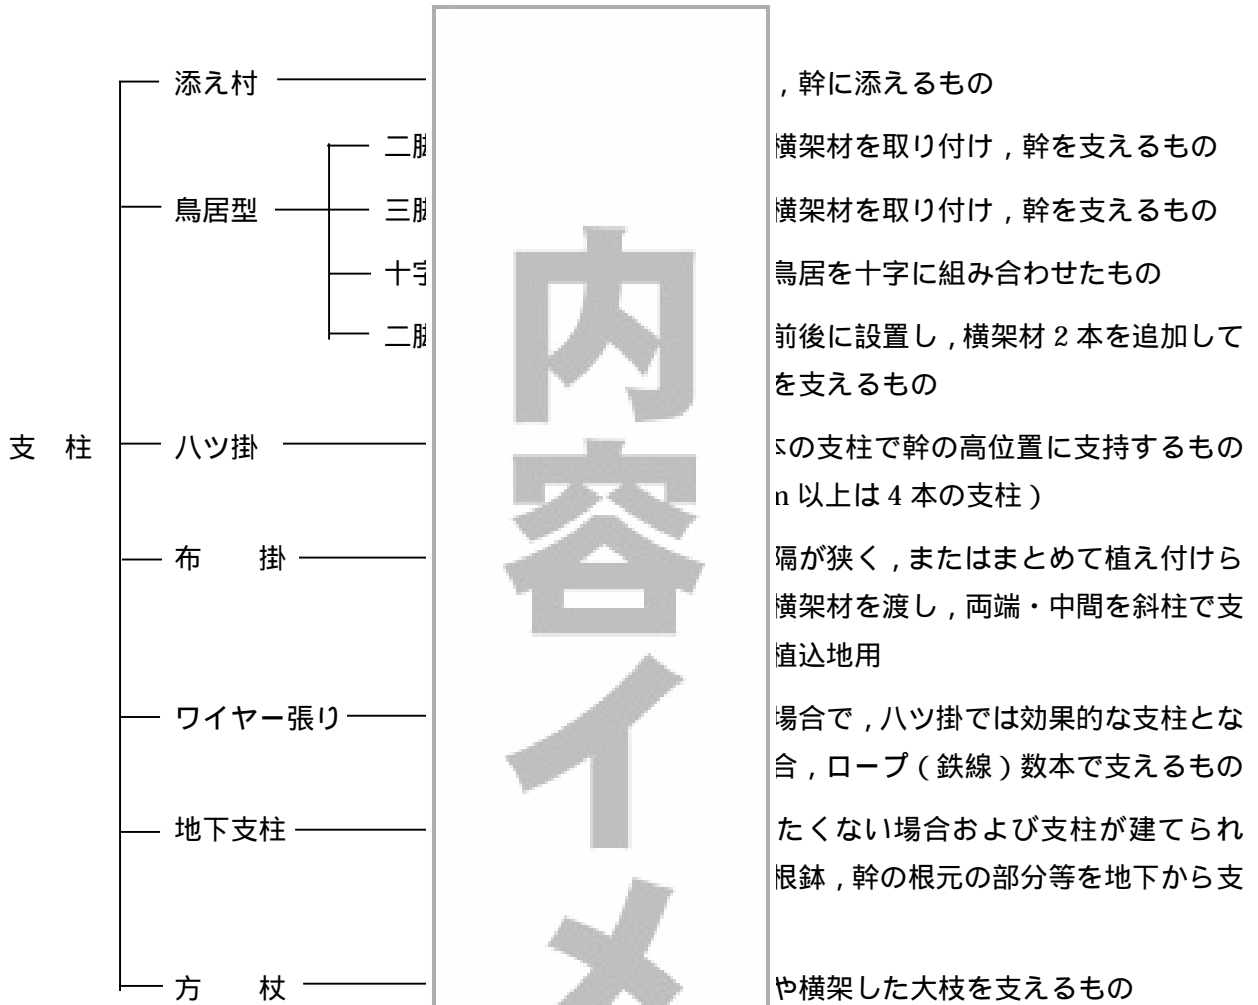 添え村 , 幹に添えるもの
二脚 横架材を取り付け , 幹を支えるもの
鳥居型 三脚 横架材を取り付け , 幹を支えるもの
十字 鳥居を十字に組み合わせたもの
二脚 前後に設置し , 横架材 2 本を追加して
を支えるもの
支 柱 八ツ掛 本の支柱で幹の高位置に支持するもの
m 以上は 4 本の支柱 )
布 掛 隔が狭く , またはまとめて植え付けら
横架材を渡し , 両端・中間を斜柱で支
植込地用
ワイヤー張り 場合で , 八ツ掛では効果的な支柱とな
合 , ロープ ( 鉄線 ) 数本で支えるもの
地下支柱 たくない場合および支柱が建てられ
根鉢 , 幹の根元の部分等を地下から支
方 杖 や横架した大枝を支えるもの
内容イメ